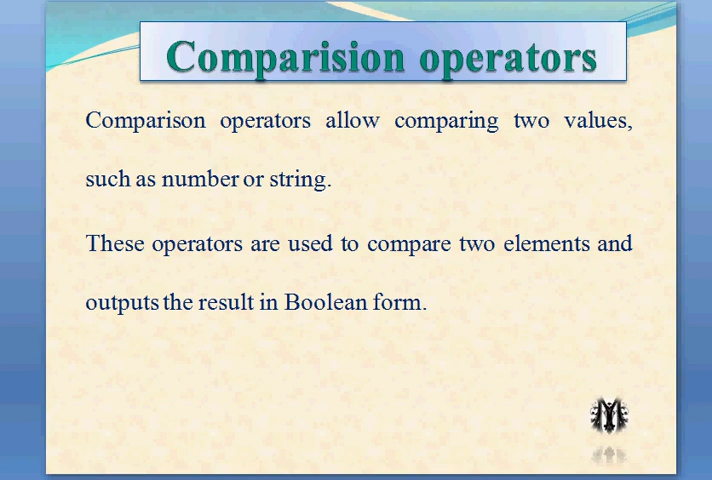 Comparision operators
Comparison operators allow comparing two values,
such as number or string.
These operators are used to compare two elements and
outputs the result in Boolean form.